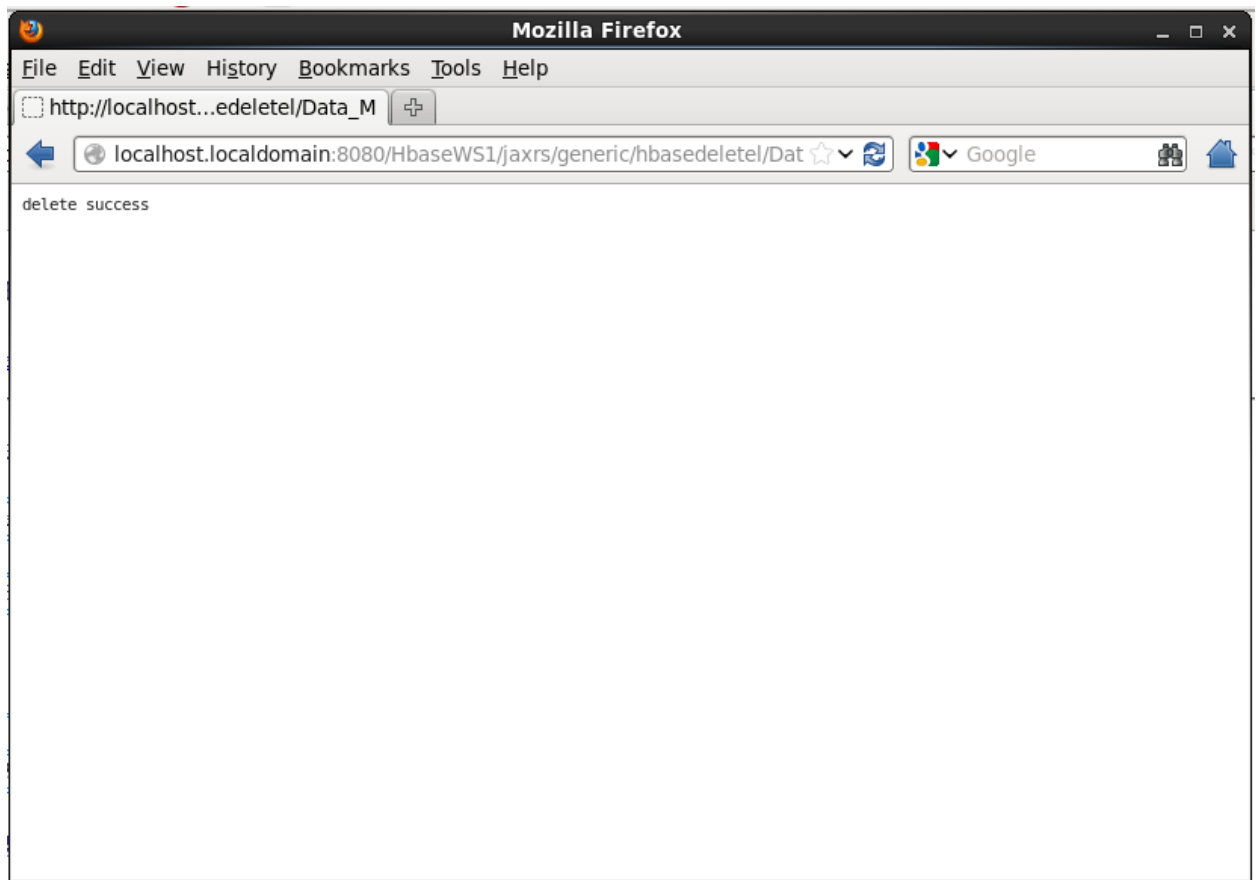 Mozilla Firefox
File Edit View History Bookmarks Tools Help
http://localhost...edeletel/Data_M
localhost.localdomain:8080/HbaseWS1/jaxrs/generic/hbasedeletel/Dat Google
delete success